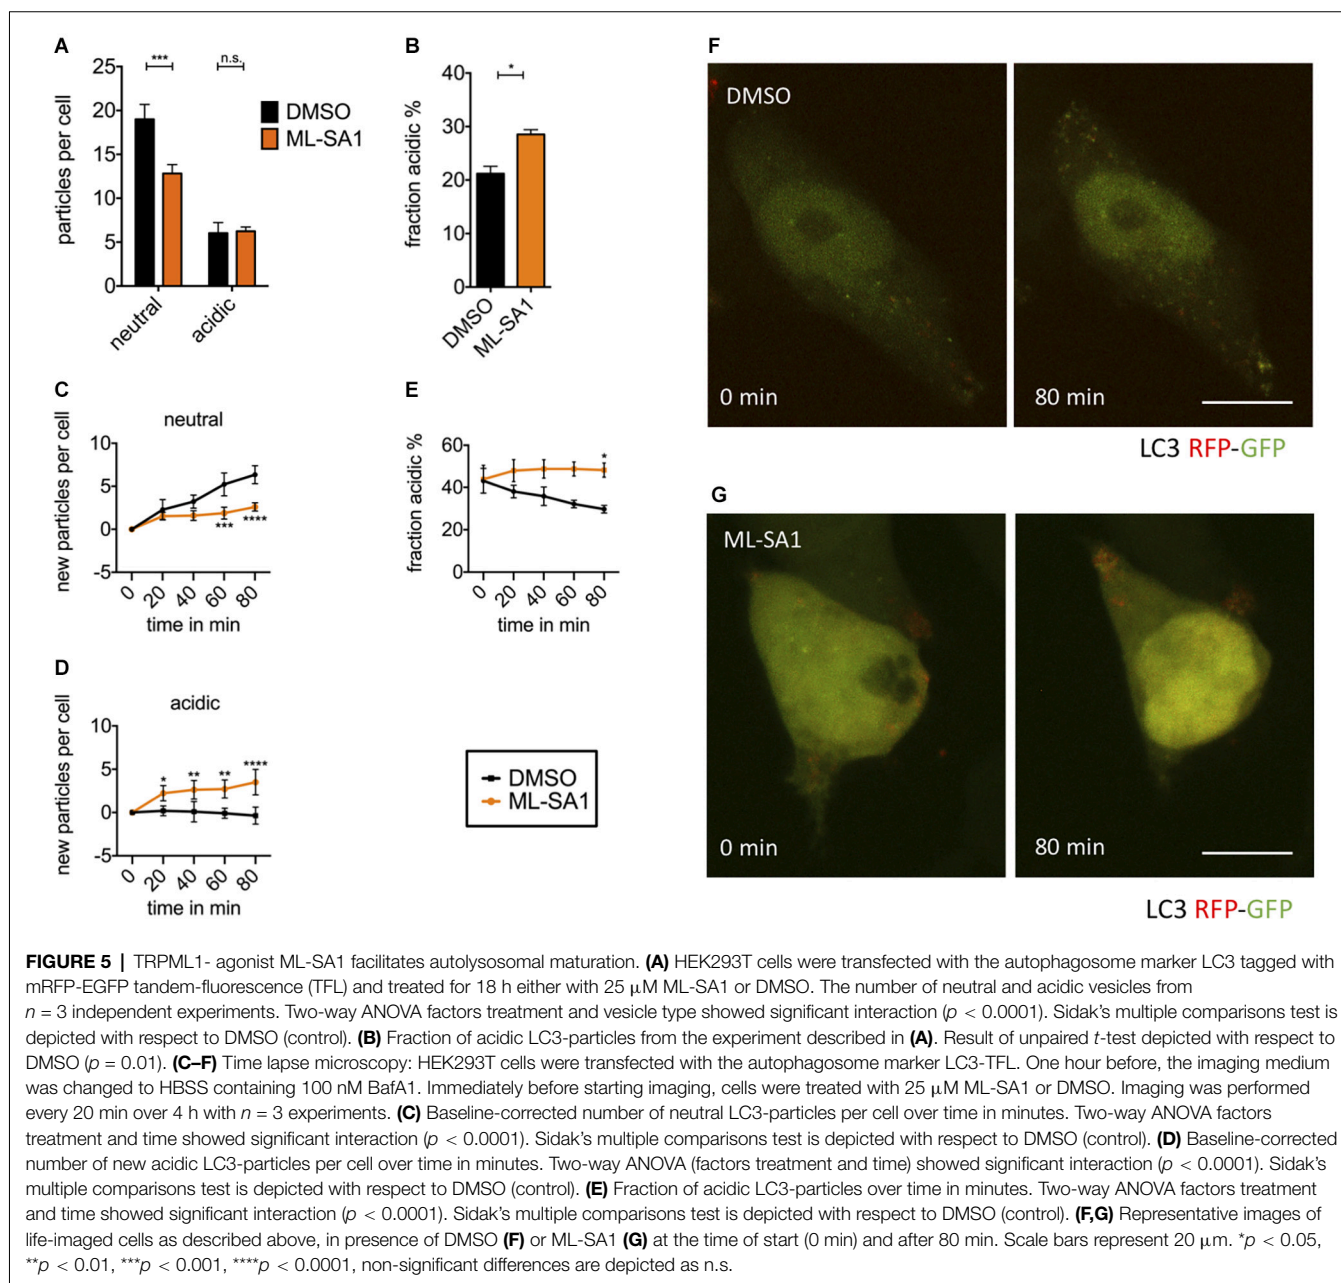 A
25
20
15
10
5
0
particles per cell
***
n.s.
neutral
acidic
DMSO
ML-SA1
B
40
30
20
10
0
fraction acidic %
*
DMSO
ML-SA1
C
neutral
10
5
0
-5
new particles per cell
***
****
0
20
40
60
80
time in min
E
60
40
20
0
fraction acidic %
*
0
20
40
60
80
time in min
D
acidic
10
5
0
-5
new particles per cell
*
**
**
****
0
20
40
60
80
time in min
DMSO
ML-SA1
F
DMSO
0 min
80 min
LC3 RFP-GFP
G
ML-SA1
0 min
80 min
LC3 RFP-GFP
FIGURE 5 | TRPML1- agonist ML-SA1 facilitates autolysosomal maturation. (A) HEK293T cells were transfected with the autophagosome marker LC3 tagged with
mRFP-EGFP tandem-fluorescence (TFL) and treated for 18 h either with 25 μM ML-SA1 or DMSO. The number of neutral and acidic vesicles from
n = 3 independent experiments. Two-way ANOVA factors treatment and vesicle type showed significant interaction (p < 0.0001). Sidak's multiple comparisons test is
depicted with respect to DMSO (control). (B) Fraction of acidic LC3-particles from the experiment described in (A). Result of unpaired t-test depicted with respect to
DMSO (p = 0.01). (C–F) Time lapse microscopy: HEK293T cells were transfected with the autophagosome marker LC3-TFL. One hour before, the imaging medium
was changed to HBSS containing 100 nM BafA1. Immediately before starting imaging, cells were treated with 25 μM ML-SA1 or DMSO. Imaging was performed
every 20 min over 4 h with n = 3 experiments. (C) Baseline-corrected number of neutral LC3-particles per cell over time in minutes. Two-way ANOVA factors
treatment and time showed significant interaction (p < 0.0001). Sidak's multiple comparisons test is depicted with respect to DMSO (control). (D) Baseline-corrected
number of new acidic LC3-particles per cell over time in minutes. Two-way ANOVA (factors treatment and time) showed significant interaction (p < 0.0001). Sidak's
multiple comparisons test is depicted with respect to DMSO (control). (E) Fraction of acidic LC3-particles over time in minutes. Two-way ANOVA factors treatment
and time showed significant interaction (p < 0.0001). Sidak's multiple comparisons test is depicted with respect to DMSO (control). (F,G) Representative images of
life-imaged cells as described above, in presence of DMSO (F) or ML-SA1 (G) at the time of start (0 min) and after 80 min. Scale bars represent 20 μm. *p < 0.05,
**p < 0.01, ***p < 0.001, ****p < 0.0001, non-significant differences are depicted as n.s.